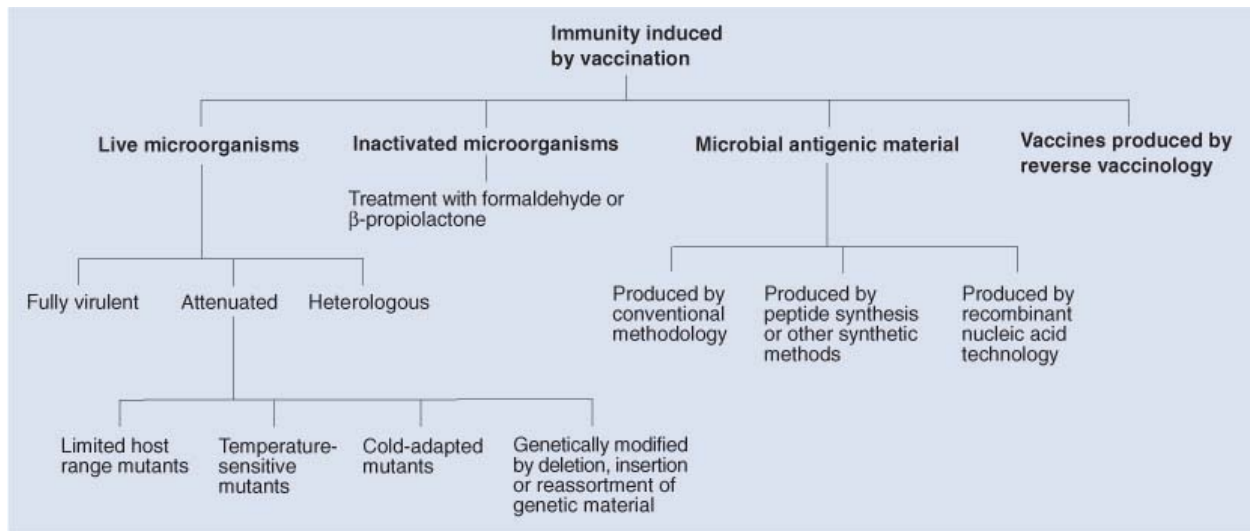 Immunity induced
by vaccination
Live microorganisms
Inactivated microorganisms
Microbial antigenic material
Vaccines produced by
reverse vaccinology
Treatment with formaldehyde or
β-propiolactone
Fully virulent
Attenuated
Heterologous
Produced by
conventional
methodology
Produced by
peptide synthesis
or other synthetic
methods
Produced by
recombinant
nucleic acid
technology
Limited host
range mutants
Temperature-
sensitive
mutants
Cold-adapted
mutants
Genetically modified
by deletion, insertion
or reassortment of
genetic material